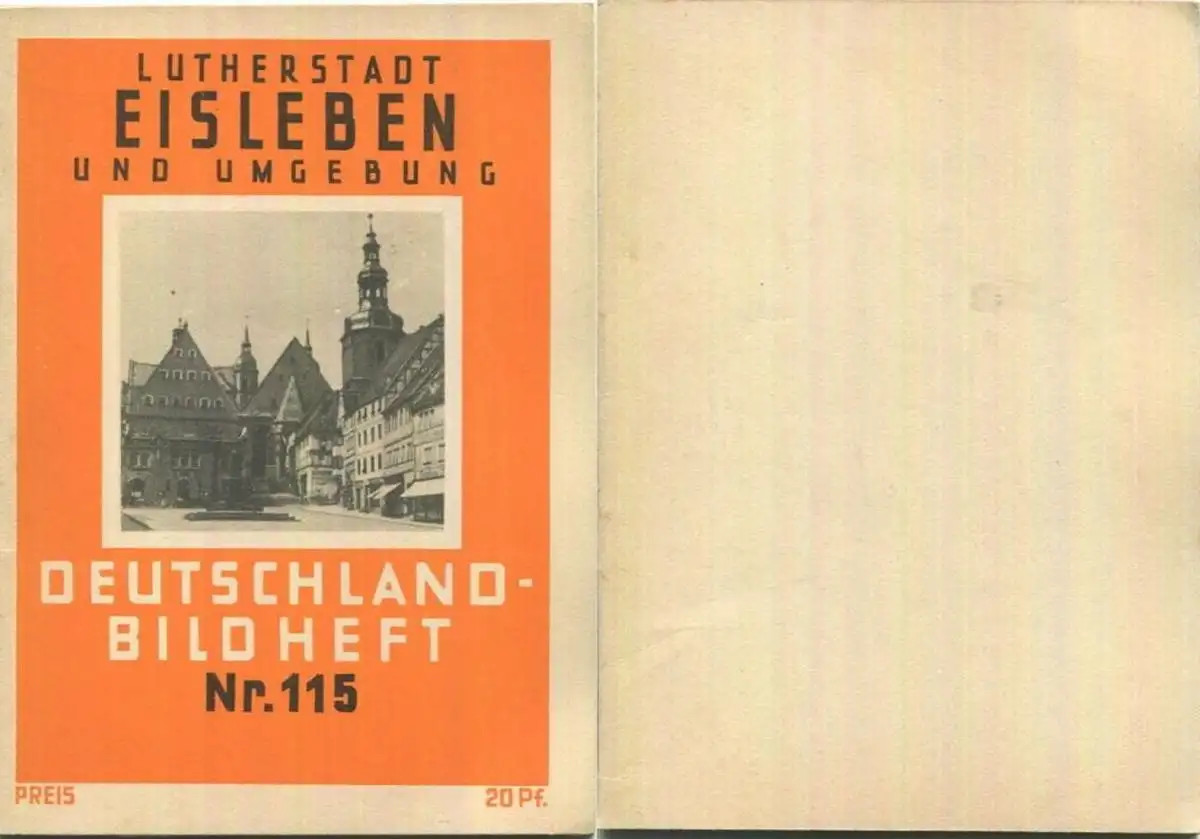 LUTHERSTADT
EISLEBEN
UND UMGEBUNG
DEUTSCHLAND-
BILDHEFT
Nr. 115
PREIS 20 Pf.